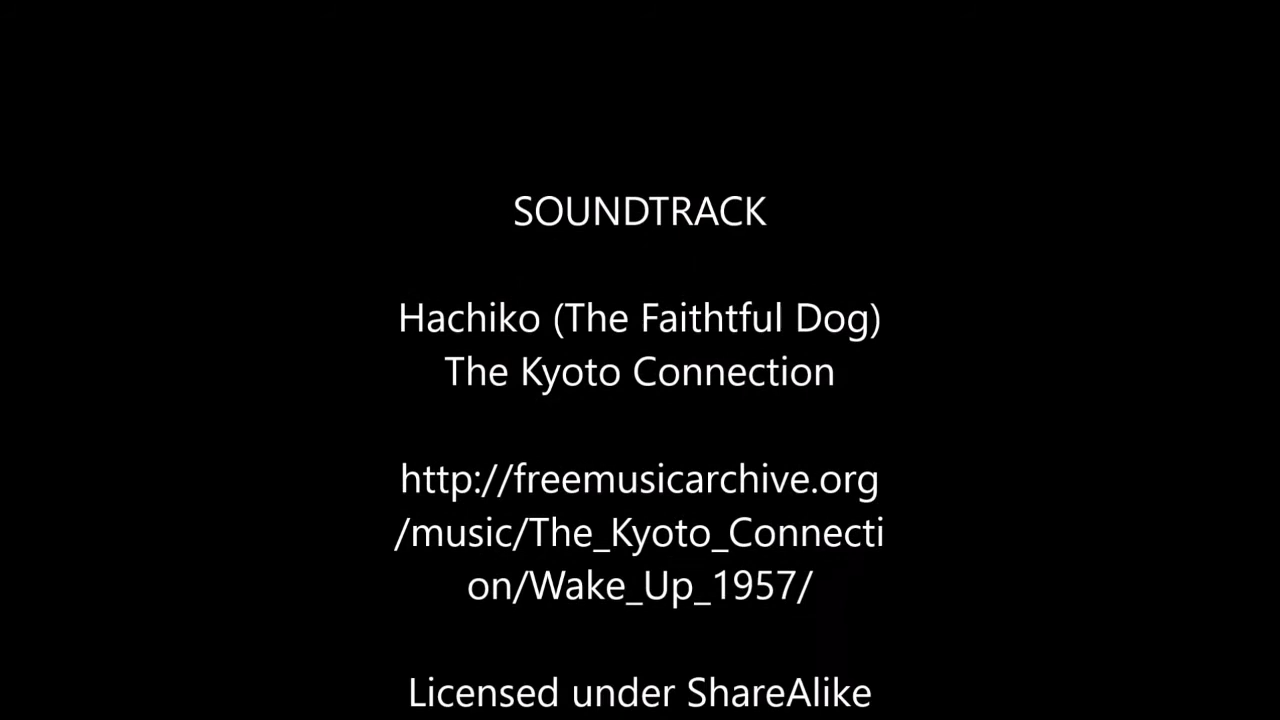 SOUNDTRACK
Hachiko (The Faithtful Dog)
The Kyoto Connection
http://freemusicarchive.org
/music/The_Kyoto_Connecti
on/Wake_Up_1957/
Licensed under ShareAlike